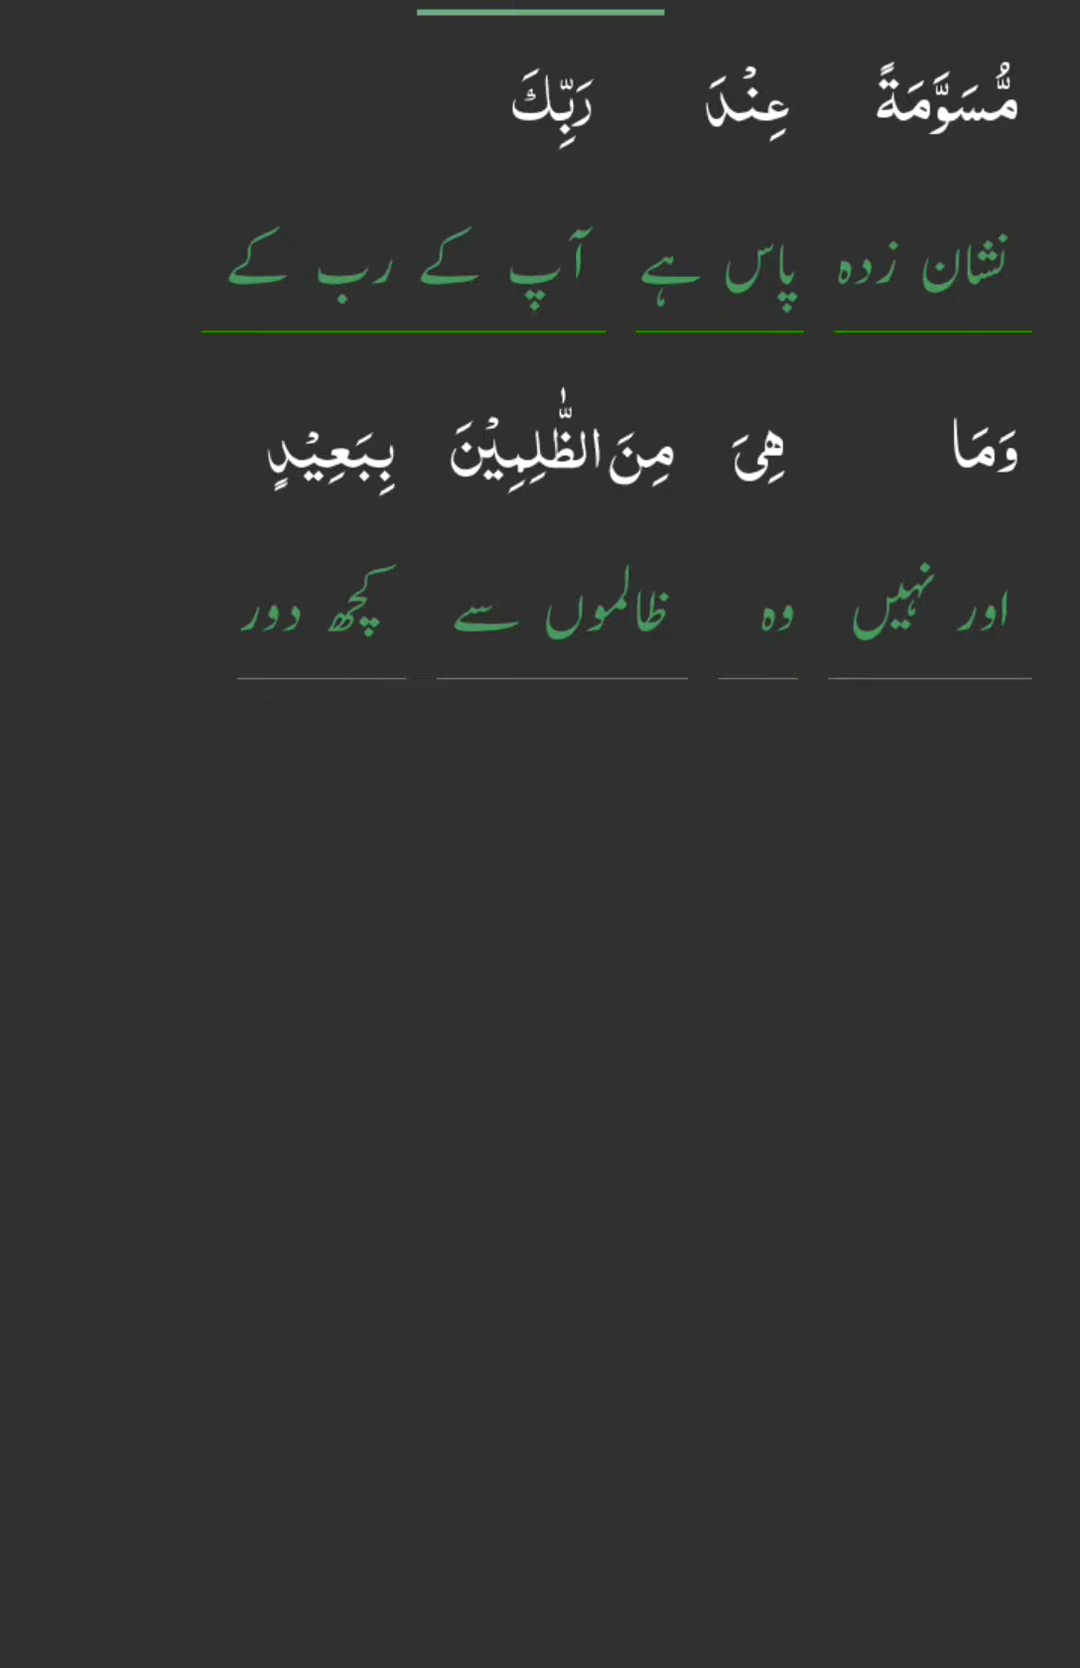 مُّسَوَّمَةً عِنْدَ رَبِّكَ
نشان زدہ پاس ہے آپ کے رب کے
وَمَا هِىَ مِنَ الظّٰلِمِيْنَ بِبَعِيْدٍ
اور نہیں وہ ظالموں سے کچھ دور